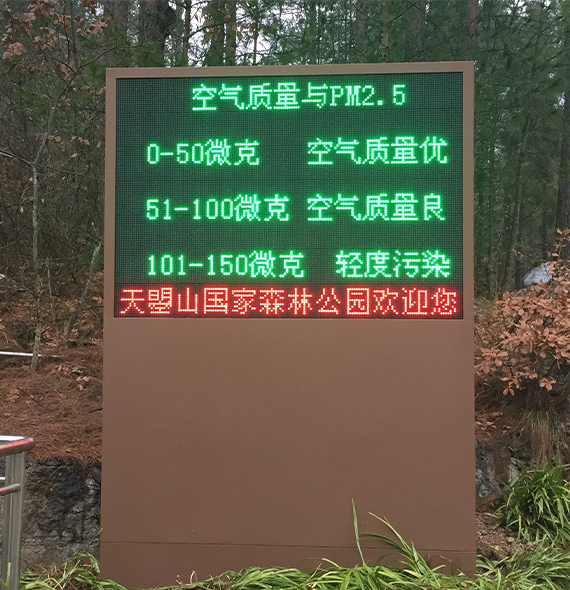 空气质量与PM2.5
0-50微克 空气质量优
51-100微克 空气质量良
101-150微克 轻度污染
天曌山国家森林公园欢迎您